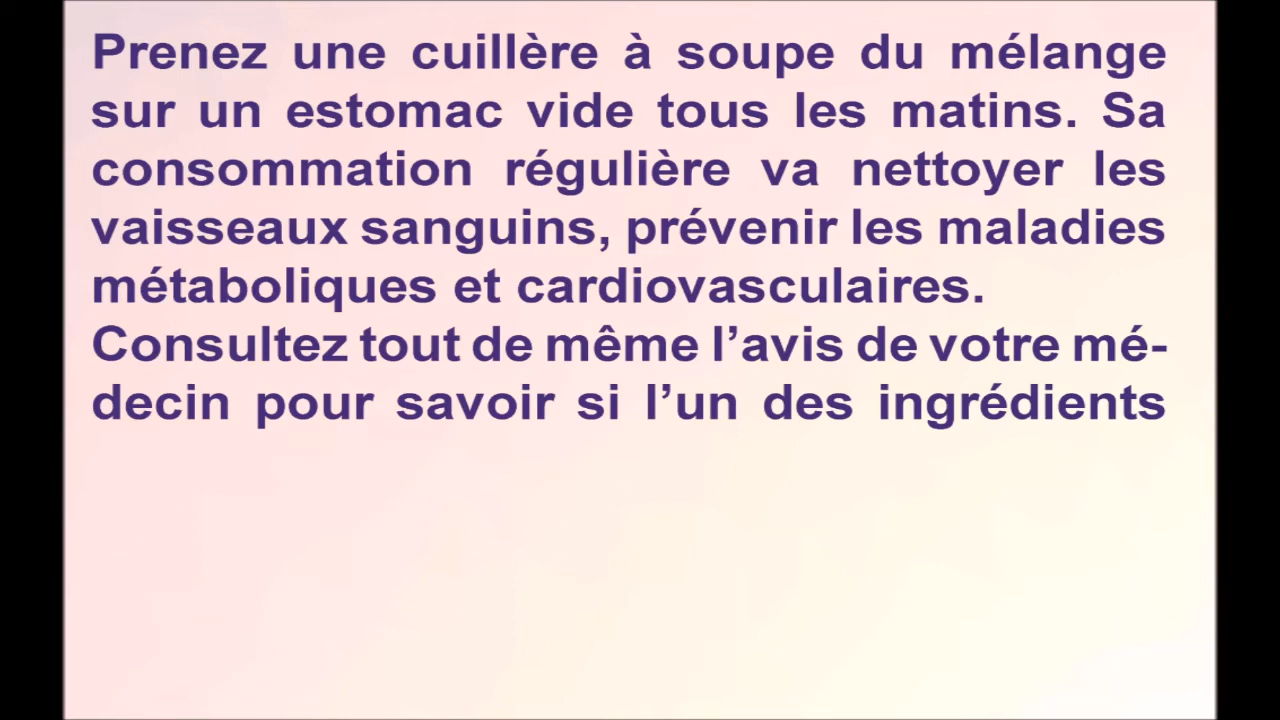 Prenez une cuillère à soupe du mélange
sur un estomac vide tous les matins. Sa
consommation régulière va nettoyer les
vaisseaux sanguins, prévenir les maladies
métaboliques et cardiovasculaires.
Consultez tout de même l’avis de votre mé-
decin pour savoir si l’un des ingrédients